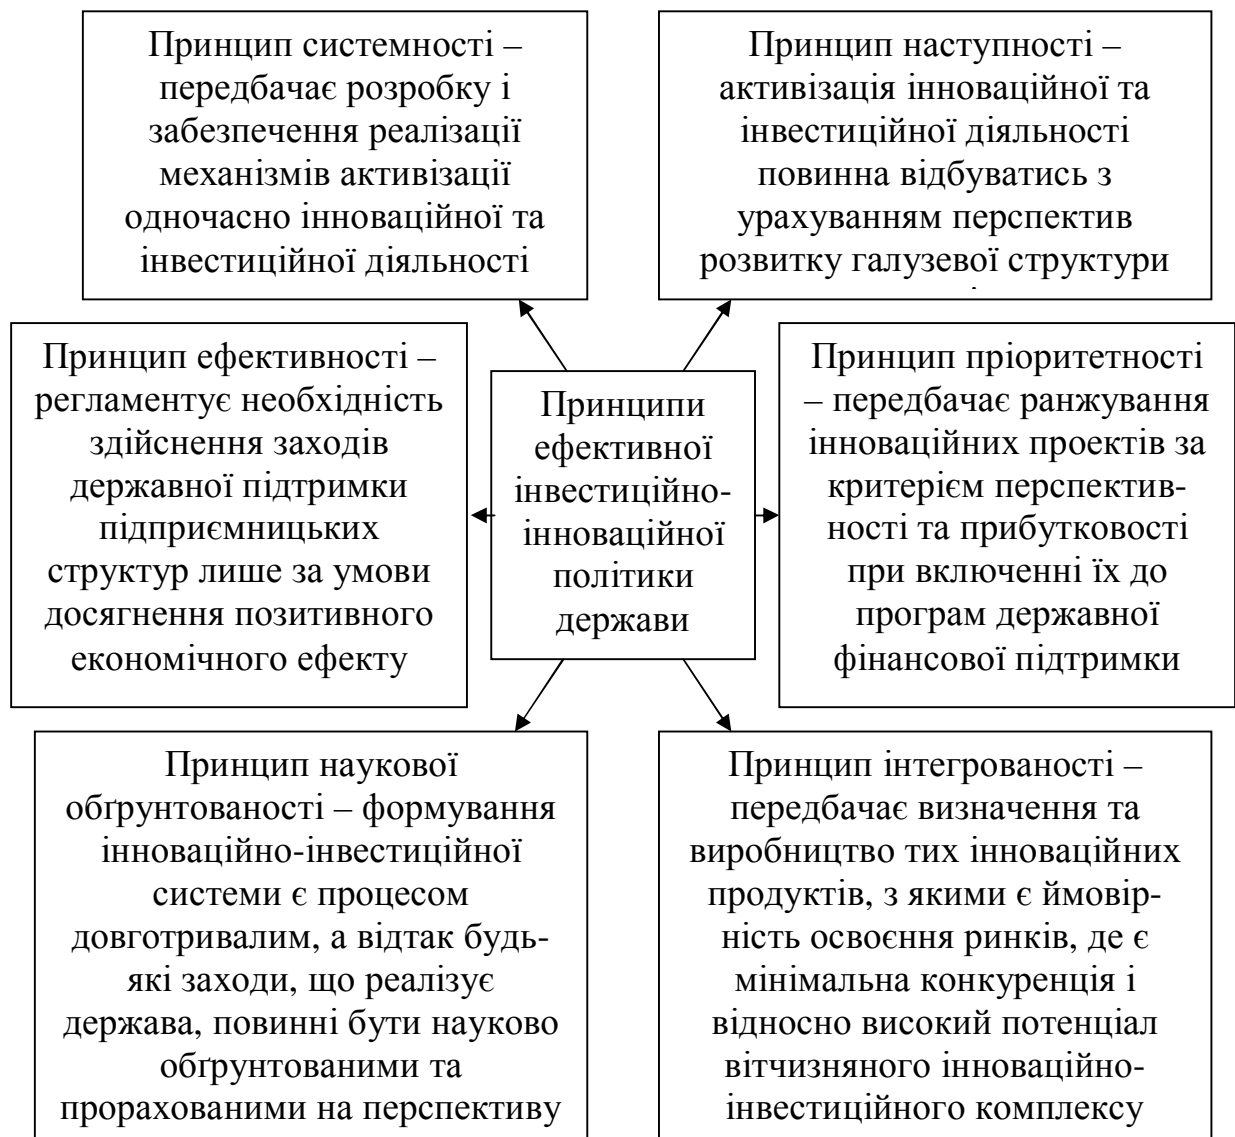 Принцип системності –
передбачає розробку і
забезпечення реалізації
механізмів активізації
одночасно інноваційної та
інвестиційної діяльності
Принцип наступності –
активізація інноваційної та
інвестиційної діяльності
повинна відбуватись з
урахуванням перспектив
розвитку галузевої структури
Принцип ефективності –
регламентує необхідність
здійснення заходів
державної підтримки
підприємницьких
структур лише за умови
досягнення позитивного
економічного ефекту
Принципи
ефективної
інвестиційно-
інноваційної
політики
держави
Принцип пріоритетності
– передбачає ранжування
інноваційних проектів за
критерієм перспектив-
ності та прибутковості
при включенні їх до
програм державної
фінансової підтримки
Принцип наукової
обґрунтованості – формування
інноваційно-інвестиційної
системи є процесом
довготривалим, а відтак будь-
які заходи, що реалізує
держава, повинні бути науково
обґрунтованими та
прорахованими на перспективу
Принцип інтегрованості –
передбачає визначення та
виробництво тих інноваційних
продуктів, з якими є ймовір-
ність освоєння ринків, де є
мінімальна конкуренція і
відносно високий потенціал
вітчизняного інноваційно-
інвестиційного комплексу